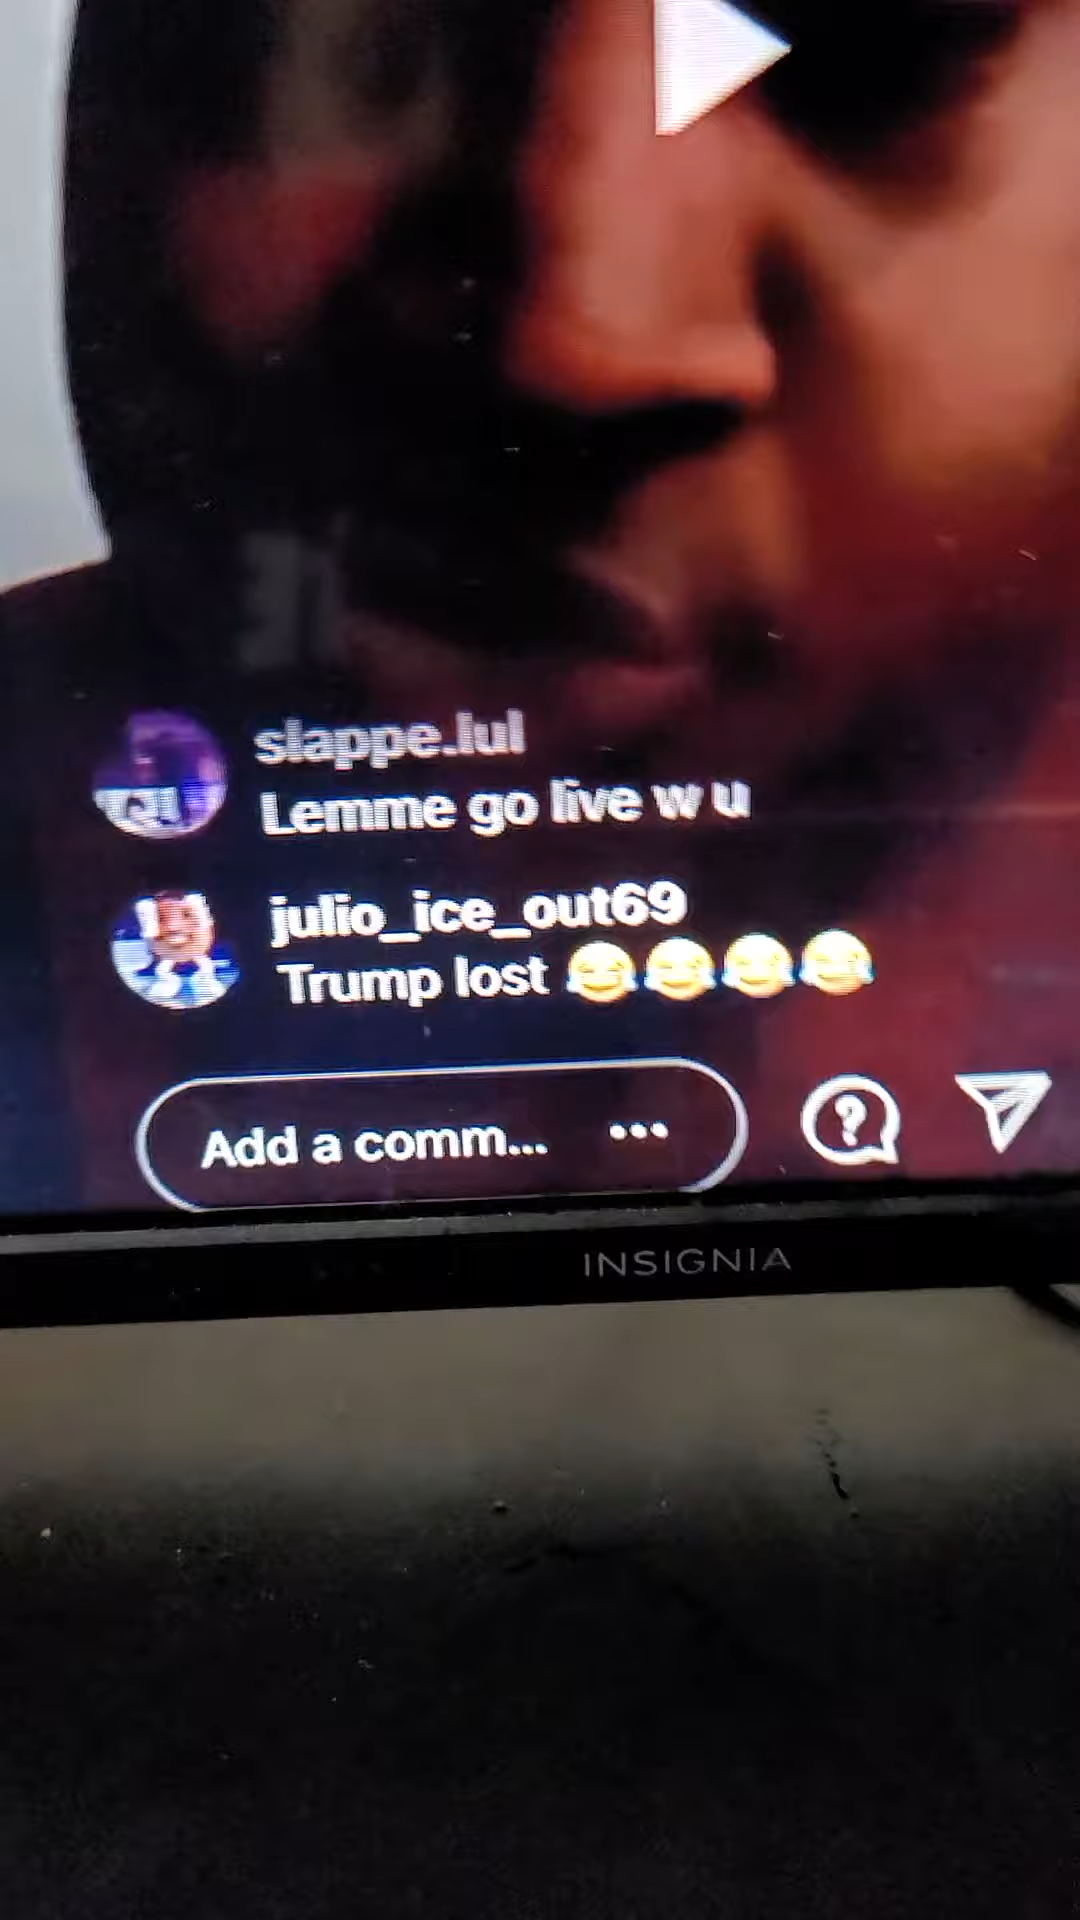 slappe.lul
Lemme go live w u
julio_ice_out69
Trump lost 😂😂😂😂
Add a comm... •••
?
INSIGNIA